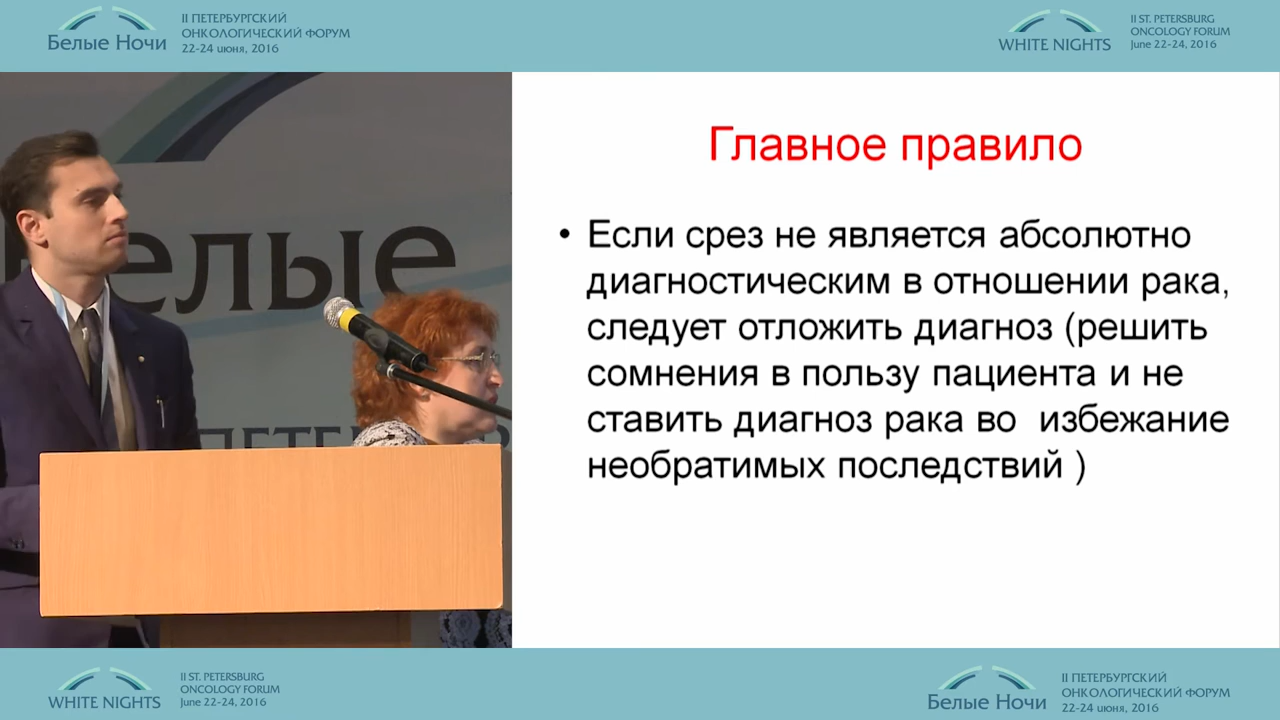 Белые Ночи
II ПЕТЕРБУРГСКИЙ
ОНКОЛОГИЧЕСКИЙ ФОРУМ
22-24 июня, 2016
WHITE NIGHTS
II ST. PETERSBURG
ONCOLOGY FORUM
June 22-24, 2016
елые
ПЕТЕ
Главное правило
• Если срез не является абсолютно
диагностическим в отношении рака,
следует отложить диагноз (решить
сомнения в пользу пациента и не
ставить диагноз рака во избежание
необратимых последствий )
WHITE NIGHTS
II ST. PETERSBURG
ONCOLOGY FORUM
June 22-24, 2016
Белые Ночи
II ПЕТЕРБУРГСКИЙ
ОНКОЛОГИЧЕСКИЙ ФОРУМ
22-24 июня, 2016